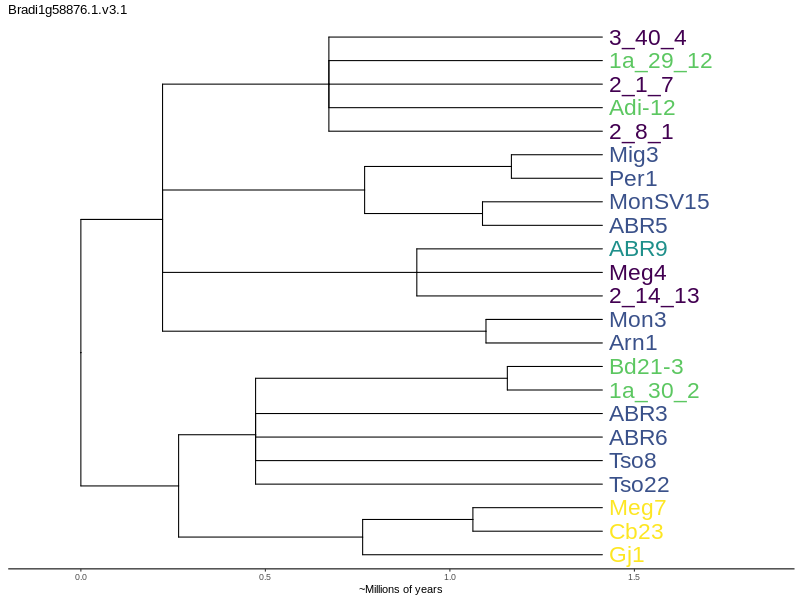 Bradi1g58876.1.v3.1
3_40_4
1a_29_12
2_1_7
Adi-12
2_8_1
Mig3
Per1
MonSV15
ABR5
ABR9
Meg4
2_14_13
Mon3
Arn1
Bd21-3
1a_30_2
ABR3
ABR6
Tso8
Tso22
Meg7
Cb23
Gj1
0.0 0.5 1.0 1.5
~Millions of years